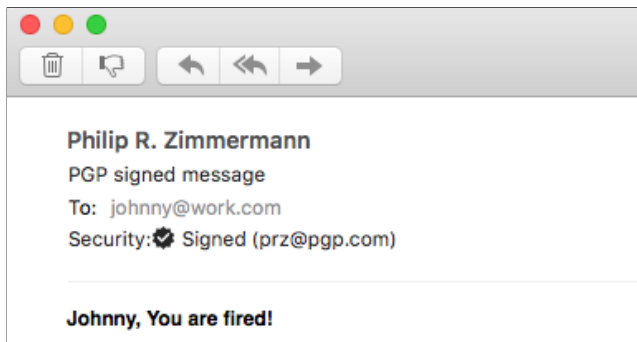 Philip R. Zimmermann
PGP signed message
To: johnny@work.com
Security: Signed (prz@pgp.com)
Johnny, You are fired!